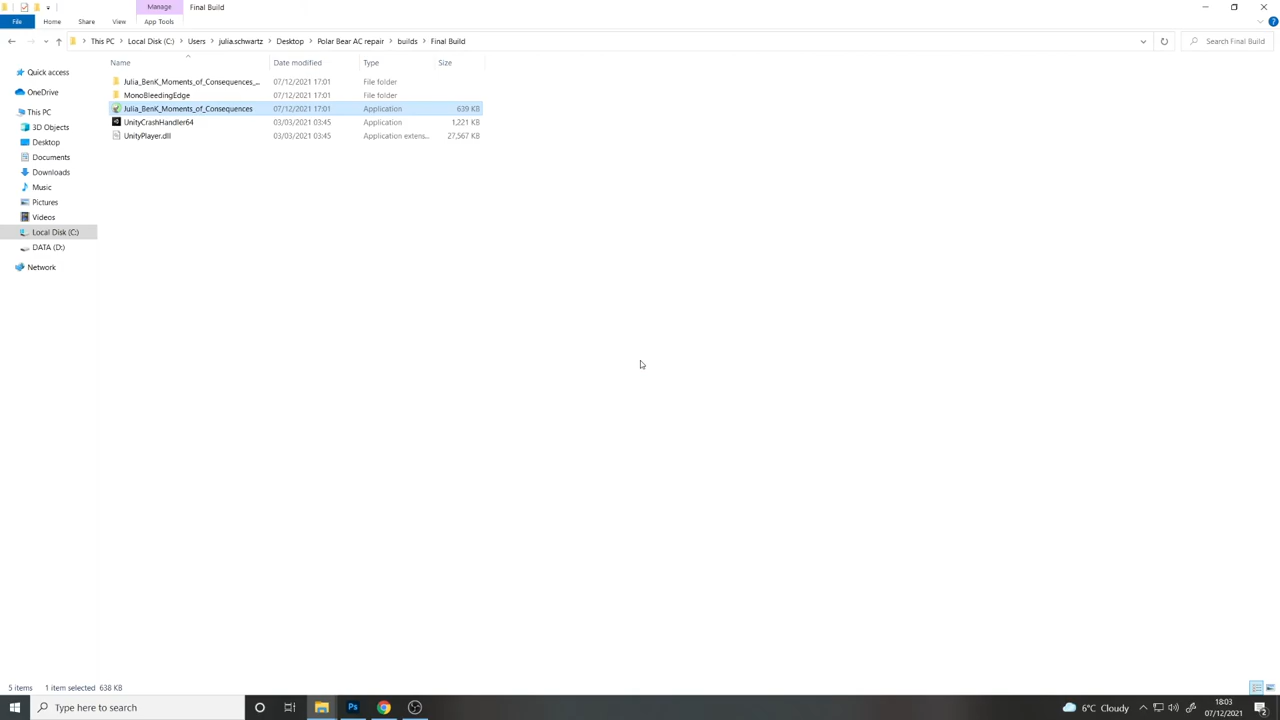 Manage Final Build
File Home Share View App Tools
This PC Local Disk (C:) Users julia.schwartz Desktop Polar Bear AC repair builds Final Build Search Final Build
Name Date modified Type Size
Quick access
OneDrive
This PC
3D Objects
Desktop
Documents
Downloads
Music
Pictures
Videos
Local Disk (C:)
DATA (D:)
Network
Julia_BenK_Moments_of_Consequences_... 07/12/2021 17:01 File folder
MonoBleedingEdge 07/12/2021 17:01 File folder
Julia_BenK_Moments_of_Consequences 07/12/2021 17:01 Application 639 KB
UnityCrashHandler64 03/03/2021 03:45 Application 1,221 KB
UnityPlayer.dll 03/03/2021 03:45 Application extens... 27,567 KB
5 items 1 item selected 638 KB
Type here to search Ps 6°C Cloudy 18:03
07/12/2021 2